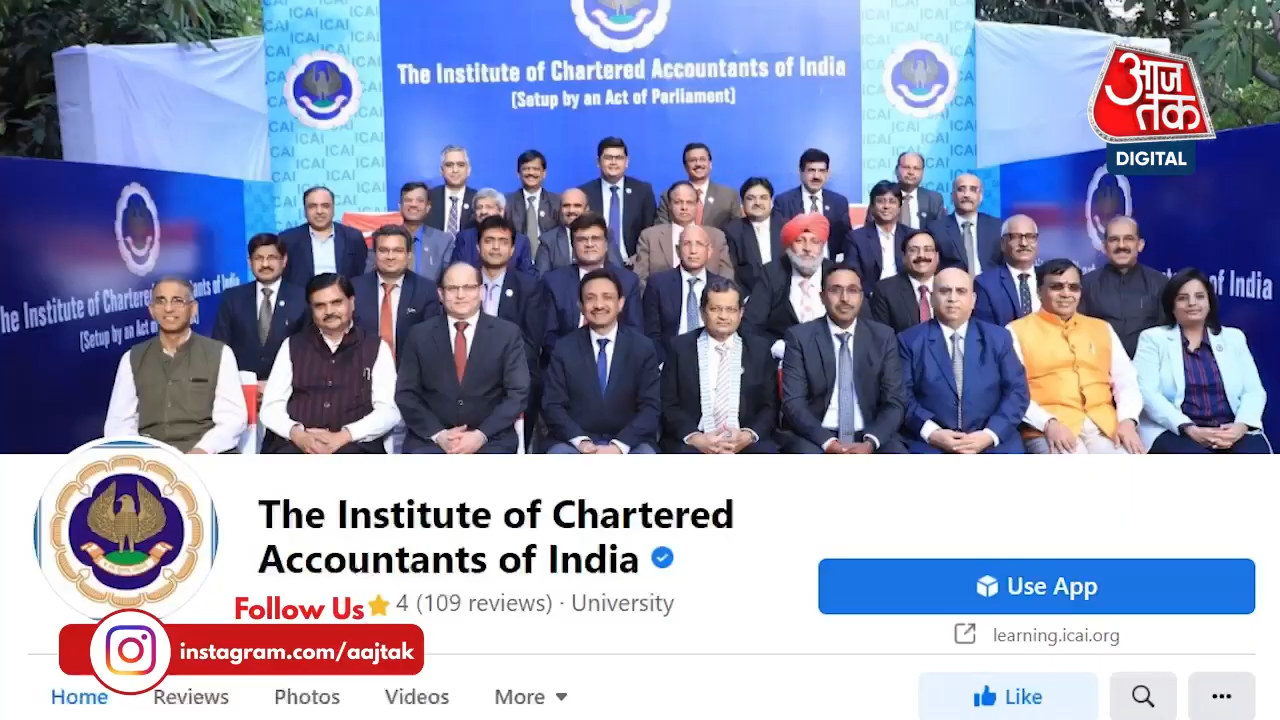 ICAI ICAI
The Institute of Chartered Accountants of India
(Setup by an Act of Parliament)
आज
तक
DIGITAL
he Institute of Chartered Accountants of India
(Setup by an Act of
of India
The Institute of Chartered
Accountants of India
Follow Us
4 (109 reviews) · University
instagram.com/aajtak
Use App
learning.icai.org
Home Reviews Photos Videos More
Like